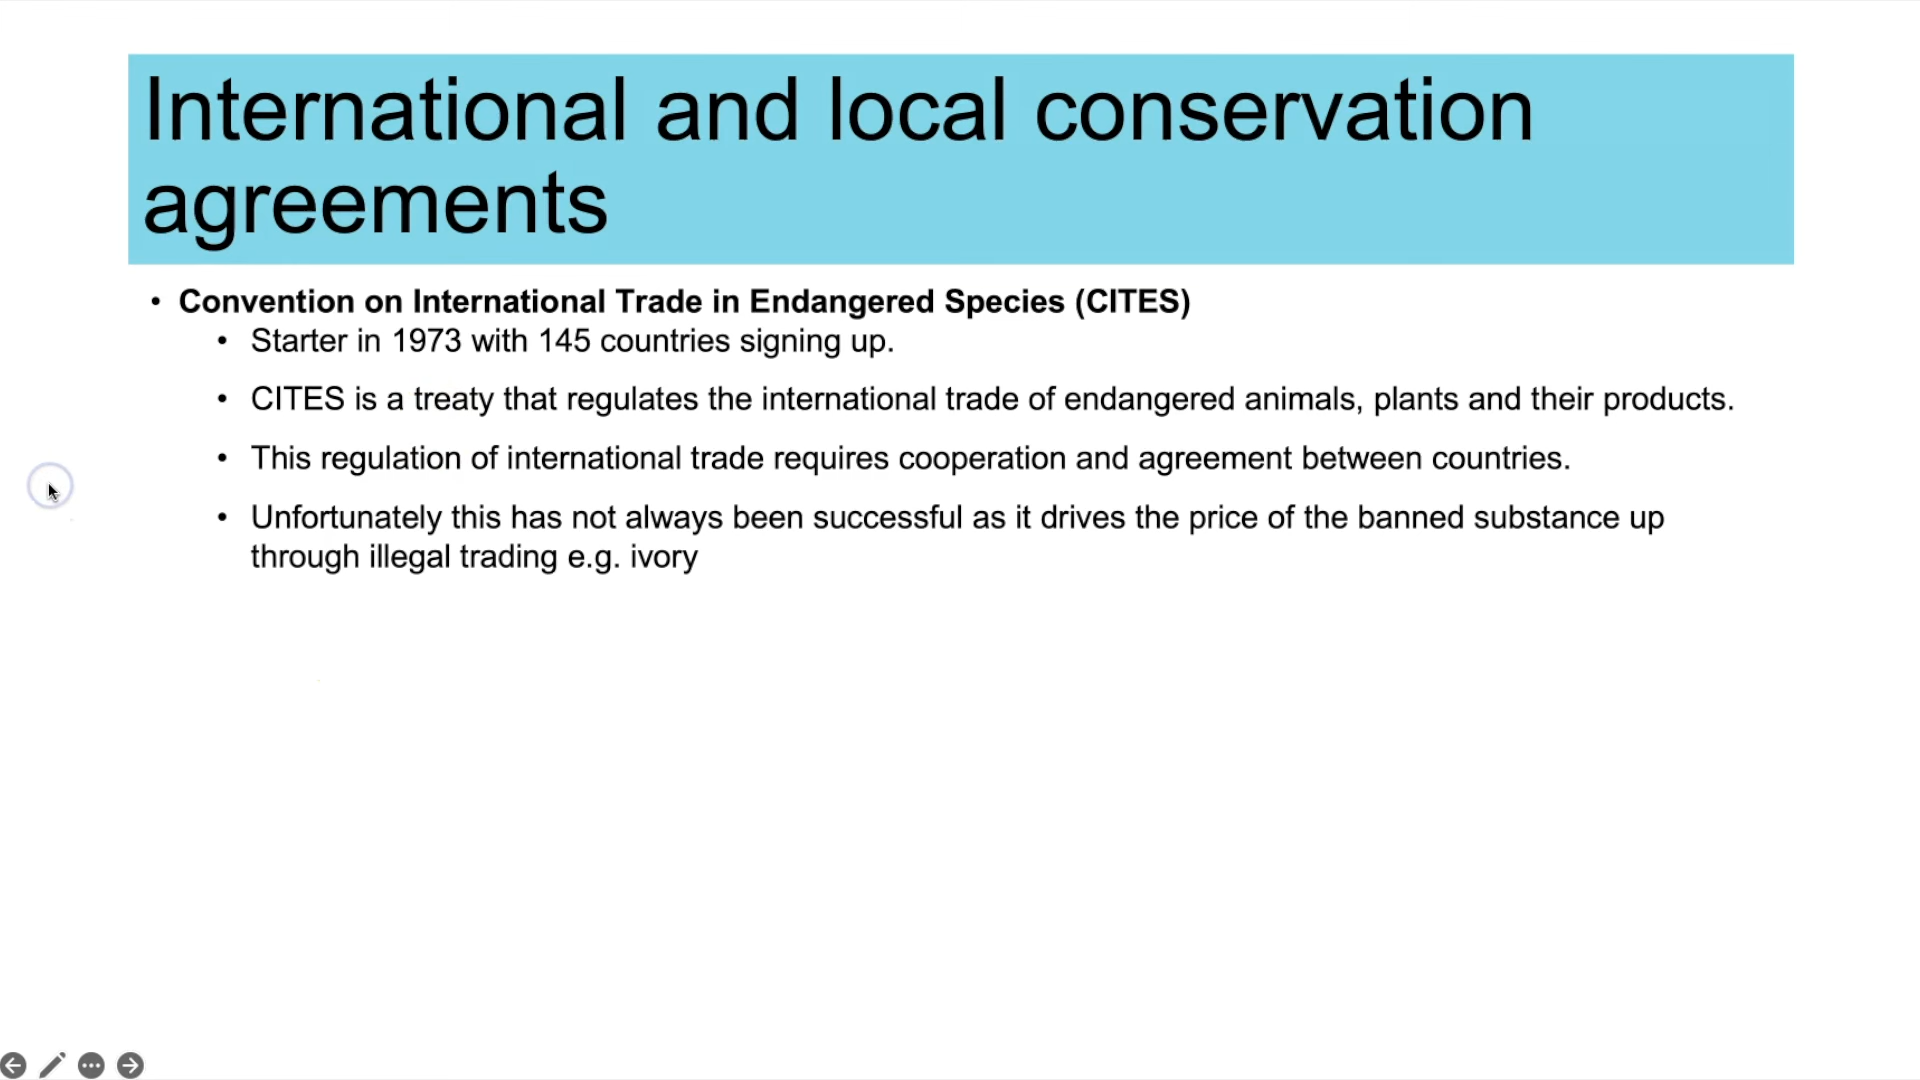 International and local conservation
agreements
• Convention on International Trade in Endangered Species (CITES)
• Starter in 1973 with 145 countries signing up.
• CITES is a treaty that regulates the international trade of endangered animals, plants and their products.
• This regulation of international trade requires cooperation and agreement between countries.
• Unfortunately this has not always been successful as it drives the price of the banned substance up
through illegal trading e.g. ivory